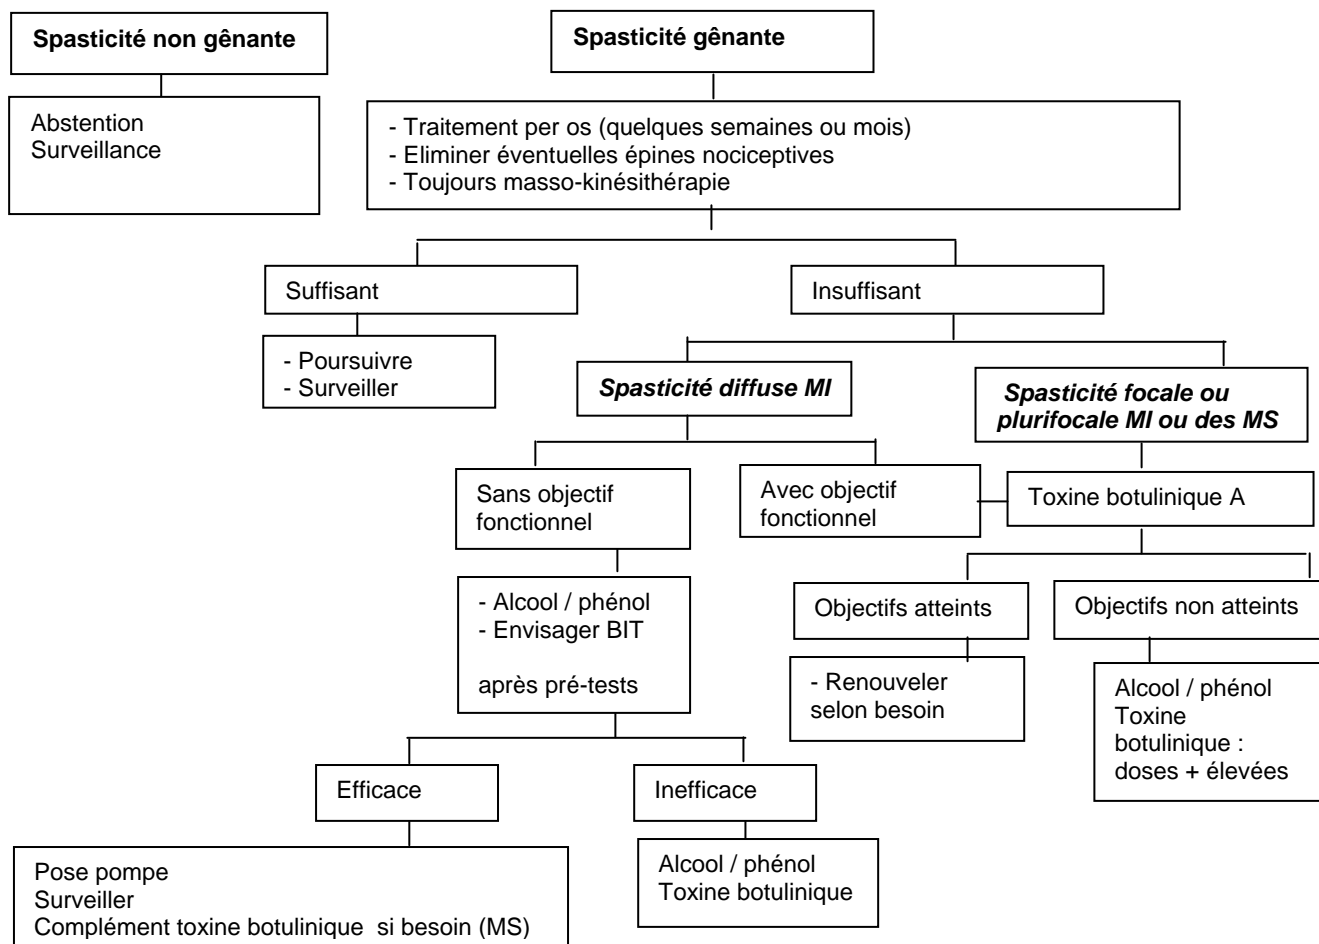 Spasticité non gênante
Spasticité gênante
Abstention
Surveillance
- Traitement per os (quelques semaines ou mois)
- Eliminer éventuelles épines nociceptives
- Toujours masso-kinésithérapie
Suffisant
Insuffisant
- Poursuivre
- Surveiller
Spasticité diffuse MI
Spasticité focale ou
plurifocale MI ou des MS
Sans objectif
fonctionnel
Avec objectif
fonctionnel
Toxine botulinique A
- Alcool / phénol
- Envisager BIT
après pré-tests
Objectifs atteints
Objectifs non atteints
- Renouveler
selon besoin
Alcool / phénol
Toxine
botulinique :
doses + élevées
Efficace
Inefficace
Pose pompe
Surveiller
Complément toxine botulinique si besoin (MS)
Alcool / phénol
Toxine botulinique